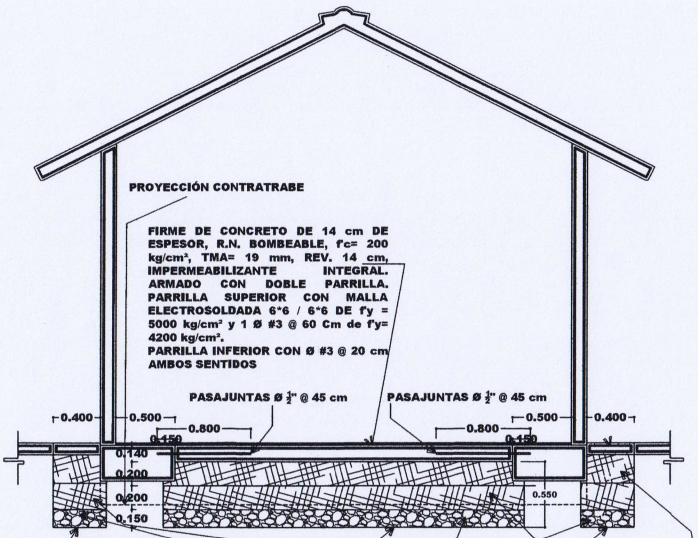 PROYECCIÓN CONTRATRABE
FIRME DE CONCRETO DE 14 cm DE
ESPESOR, R.N. BOMBEABLE, f'c= 200
kg/cm², TMA= 19 mm, REV. 14 cm,
IMPERMEABILIZANTE INTEGRAL.
ARMADO CON DOBLE PARRILLA.
PARRILLA SUPERIOR CON MALLA
ELECTROSOLDADA 6*6 / 6*6 DE f'y =
5000 kg/cm² y 1 Ø #3 @ 60 Cm de f'y=
4200 kg/cm².
PARRILLA INFERIOR CON Ø #3 @ 20 cm
AMBOS SENTIDOS
PASAJUNTAS Ø ½" @ 45 cm
PASAJUNTAS Ø ½" @ 45 cm
0.400
0.500
0.500
0.400
0.800
0.800
0.150
0.150
0.140
0.200
0.200
0.550
0.150